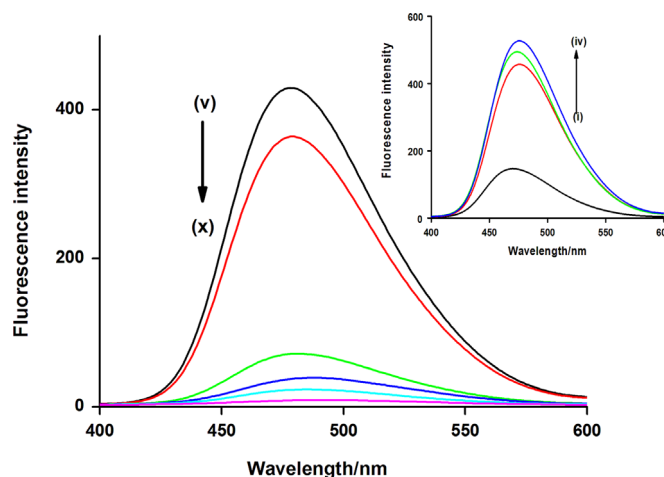 Fluorescence intensity
400
200
0
(v)
(x)
400
450
500
550
600
Wavelength/nm
Fluorescence intensity
600
400
200
0
(iv)
(i)
400
450
500
550
600
Wavelength/nm